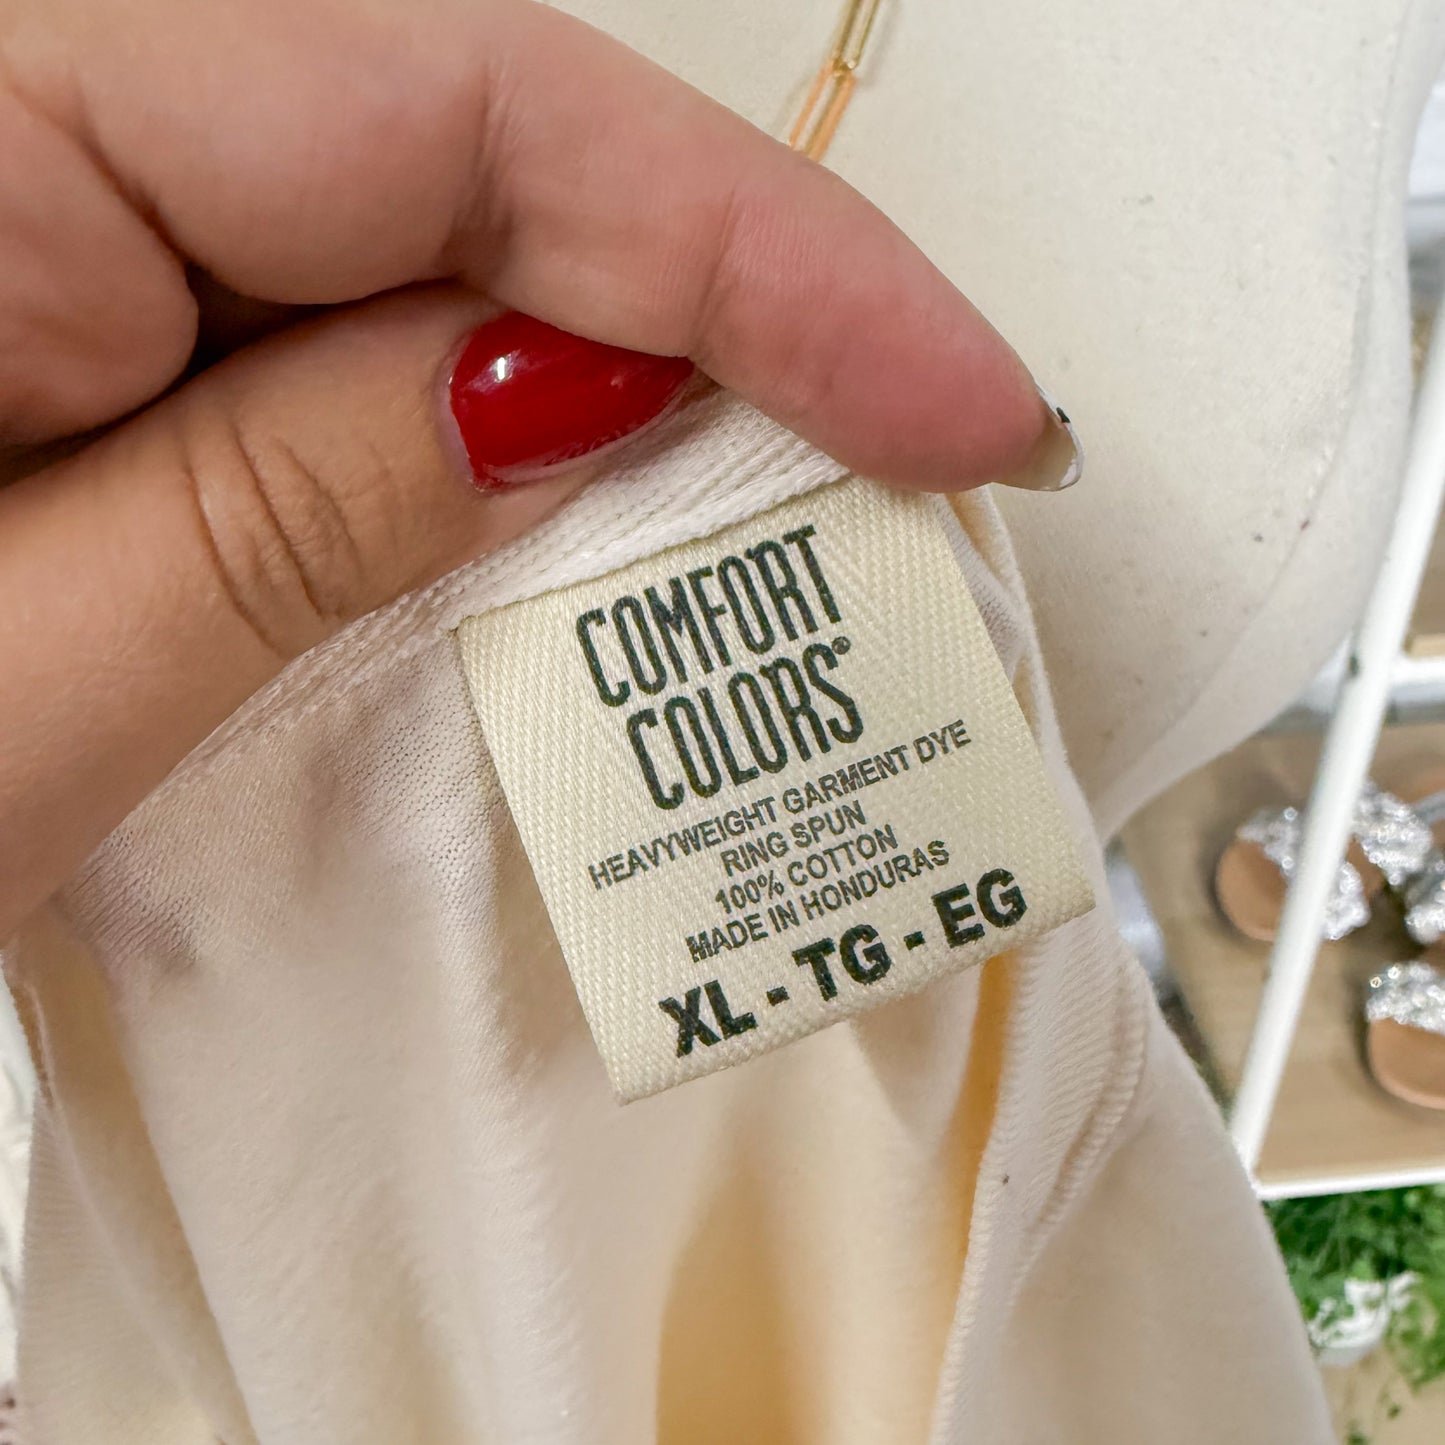 COMFORT
COLORS®
HEAVYWEIGHT GARMENT DYE
RING SPUN
100% COTTON
MADE IN HONDURAS
XL - TG - EG